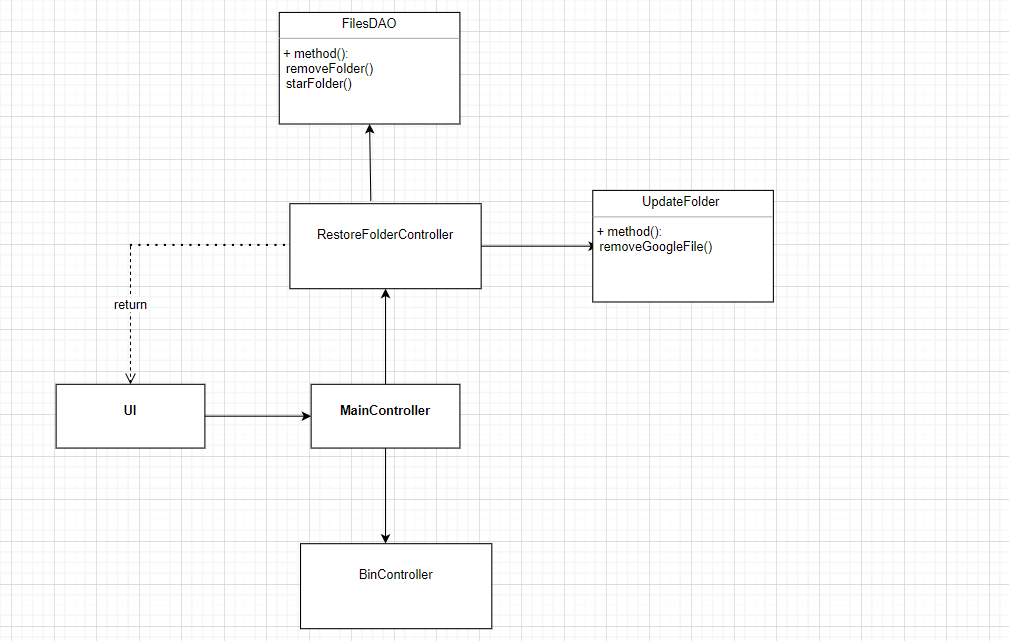 FilesDAO
+ method():
removeFolder()
starFolder()
UpdateFolder
+ method():
removeGoogleFile()
RestoreFolderController
return
UI
MainController
BinController